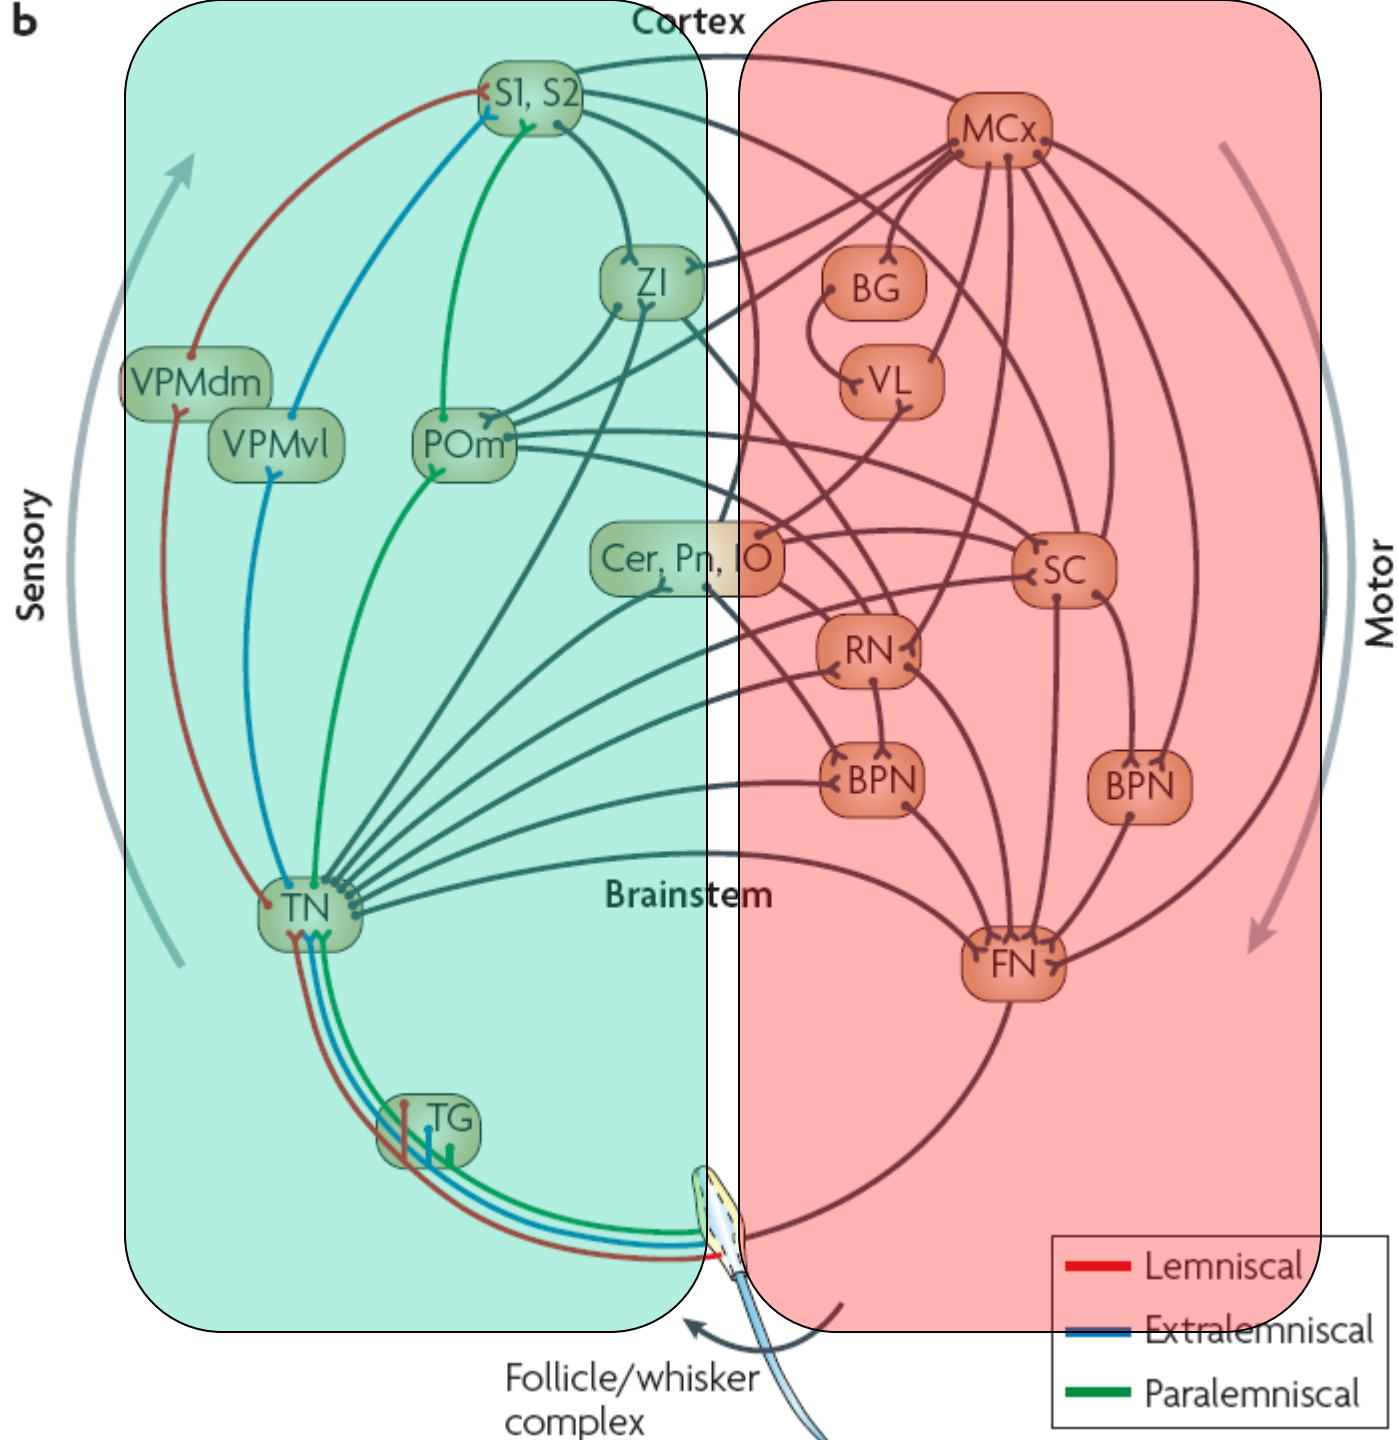 b
Cortex
S1, S2
MCx
ZI
BG
VPMdm
VL
VPMvl
POm
Sensory
Cer, Pn, IO
SC
Motor
RN
BPN
BPN
TN
Brainstem
FN
TG
Lemniscal
Extralemniscal
Paralemniscal
Follicle/whisker
complex